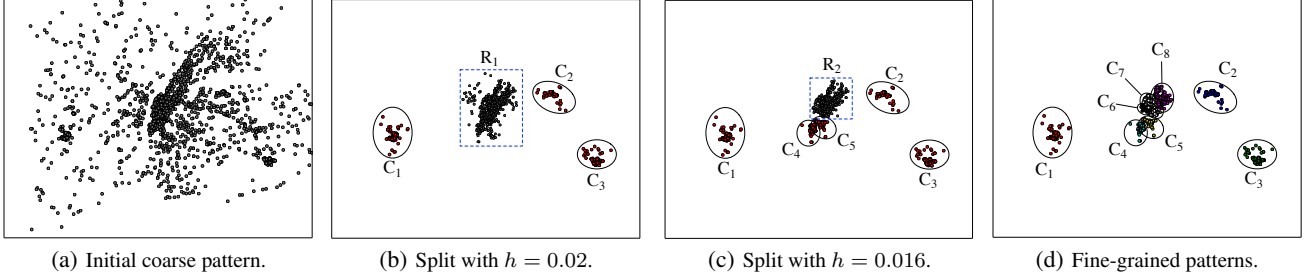 R₁
C₂
C₁
C₃
R₂
C₂
C₄
C₅
C₁
C₃
C₈
C₇
C₂
C₆
C₄
C₅
C₁
C₃
(a) Initial coarse pattern.
(b) Split with h = 0.02.
(c) Split with h = 0.016.
(d) Fine-grained patterns.